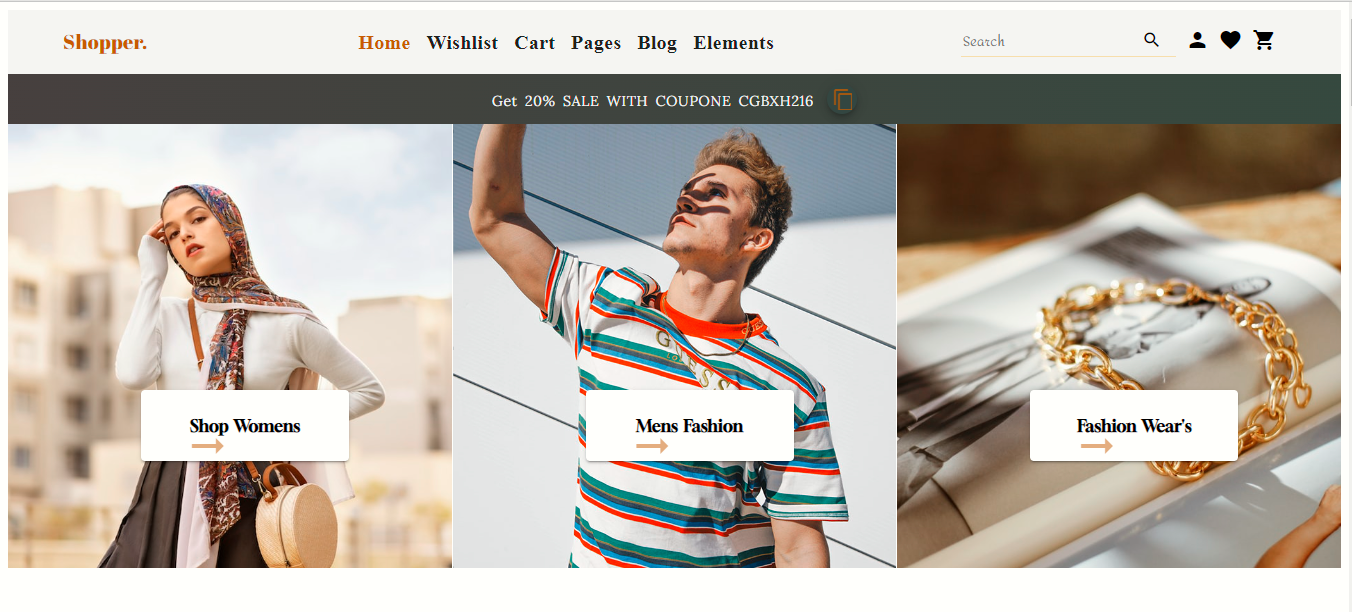 Shopper.
Home Wishlist Cart Pages Blog Elements
Search
Get 20% SALE WITH COUPONE CGBXH216
GUESS
Shop Womens
Mens Fashion
Fashion Wear's